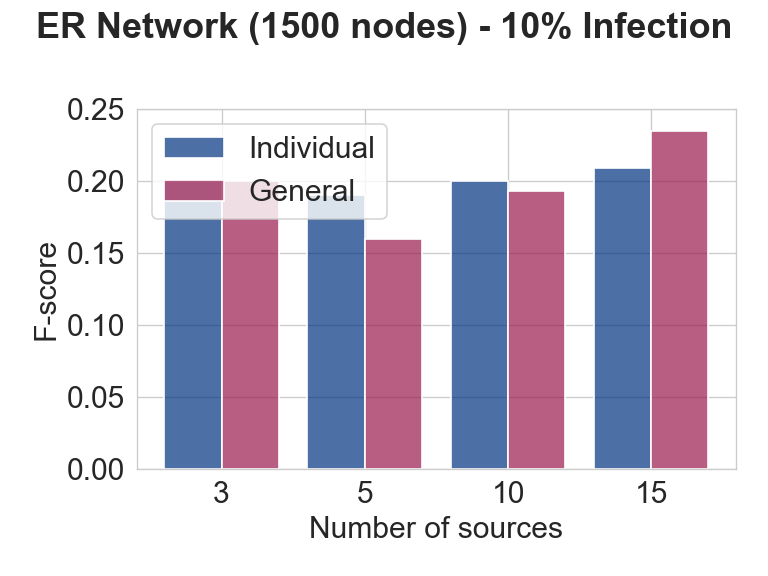 ER Network (1500 nodes) - 10% Infection
0.25
0.20
0.15
0.10
0.05
0.00
F-score
Individual
General
3 5 10 15
Number of sources